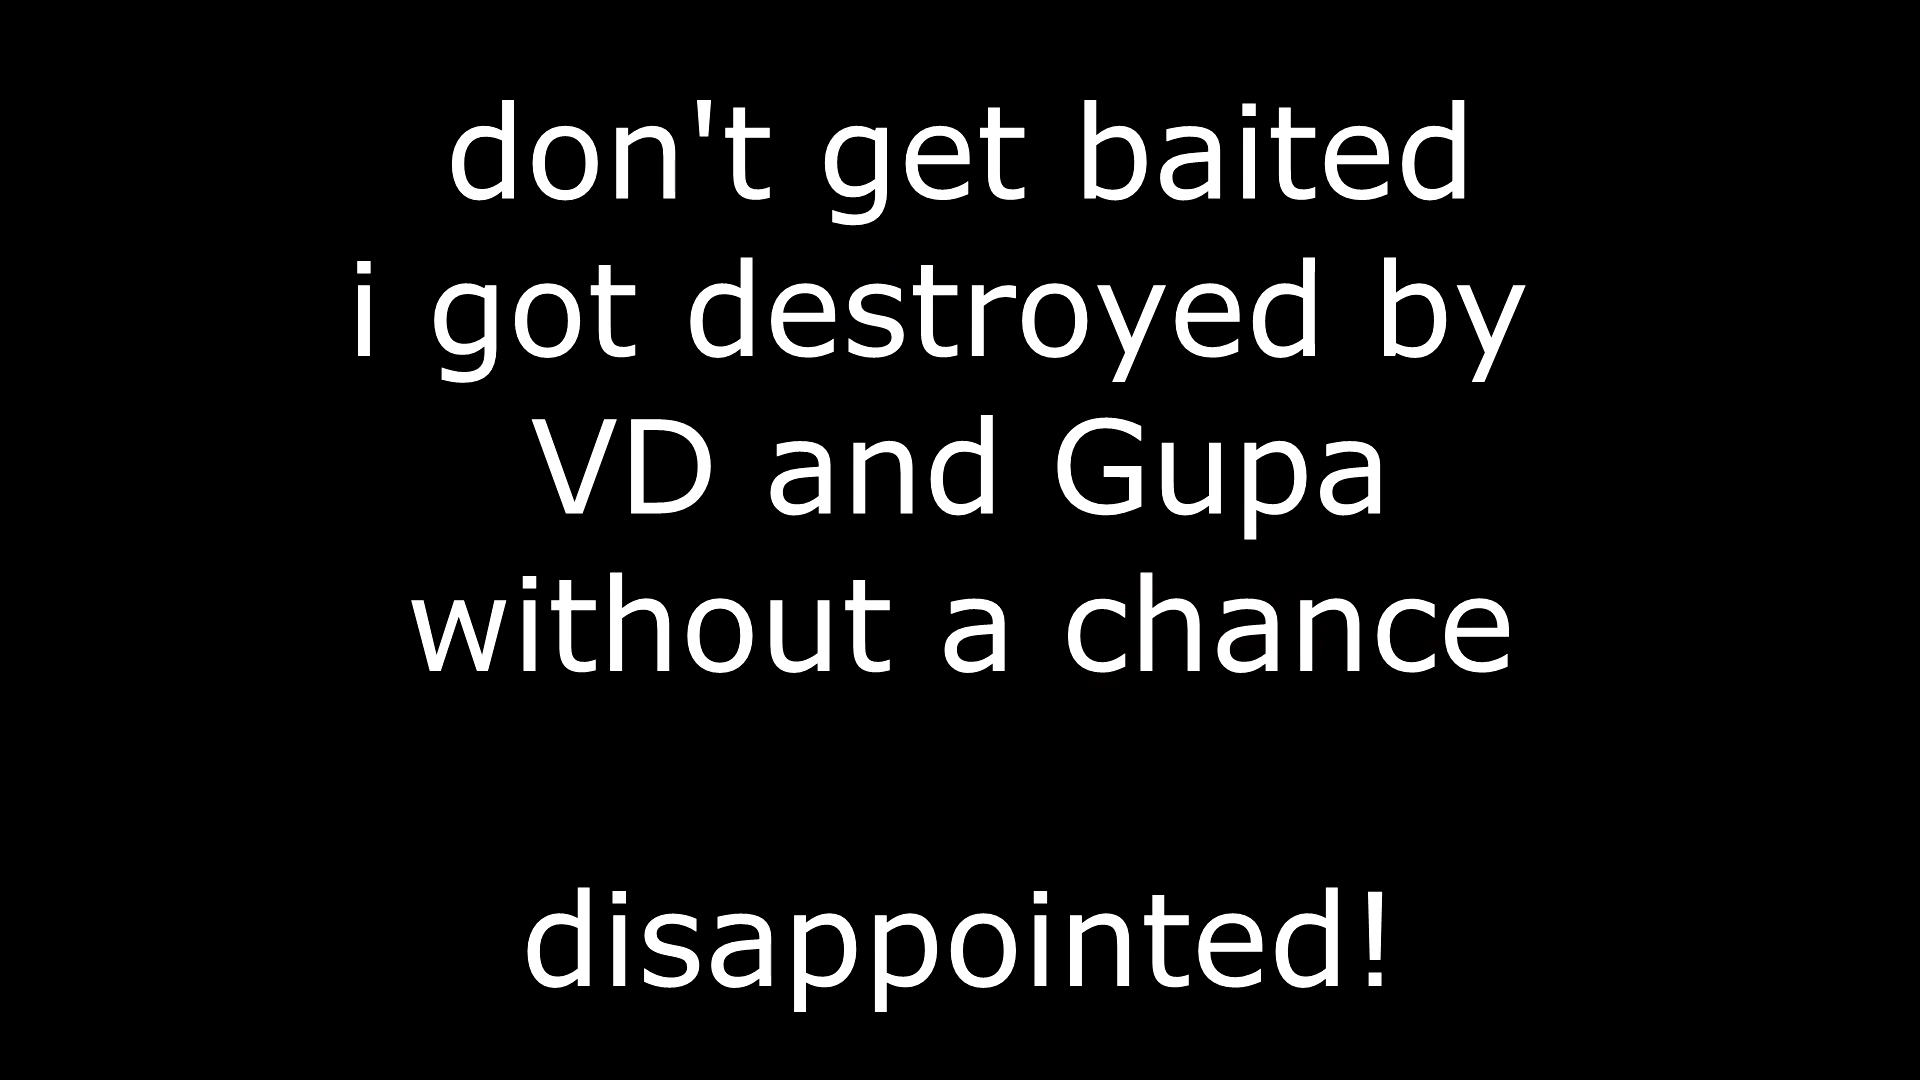 don't get baited
i got destroyed by
VD and Gupa
without a chance
disappointed!